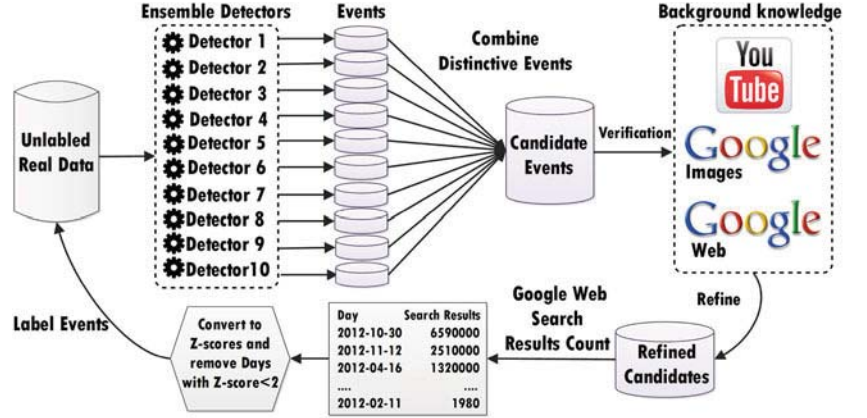 Ensemble Detectors
Events
Background knowledge
Detector 1
Detector 2
Detector 3
Detector 4
Detector 5
Detector 6
Detector 7
Detector 8
Detector 9
Detector10
Combine
Distinctive Events
Unlabled
Real Data
Candidate
Events
Verification
You
Tube
Google
Images
Google
Web
Refine
Refined
Candidates
Google Web
Search
Results Count
Day Search Results
2012-10-30 6590000
2012-11-12 2510000
2012-04-16 1320000
.... ....
2012-02-11 1980
Convert to
Z-scores and
remove Days
with Z-score<2
Label Events